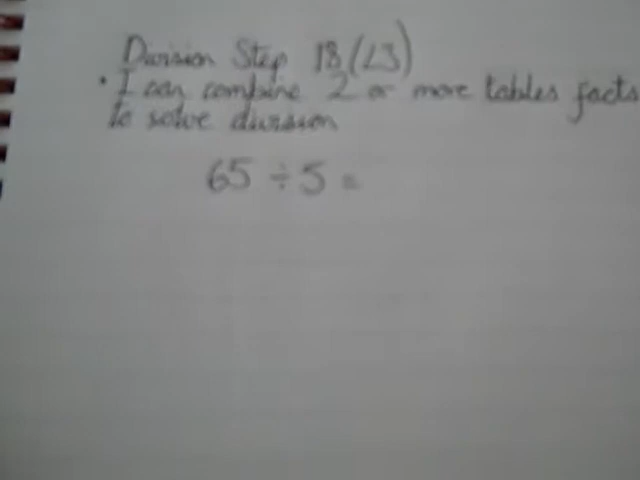 Division Step 18 (L3)
• I can combine 2 or more tables facts
to solve division
65 ÷ 5 =